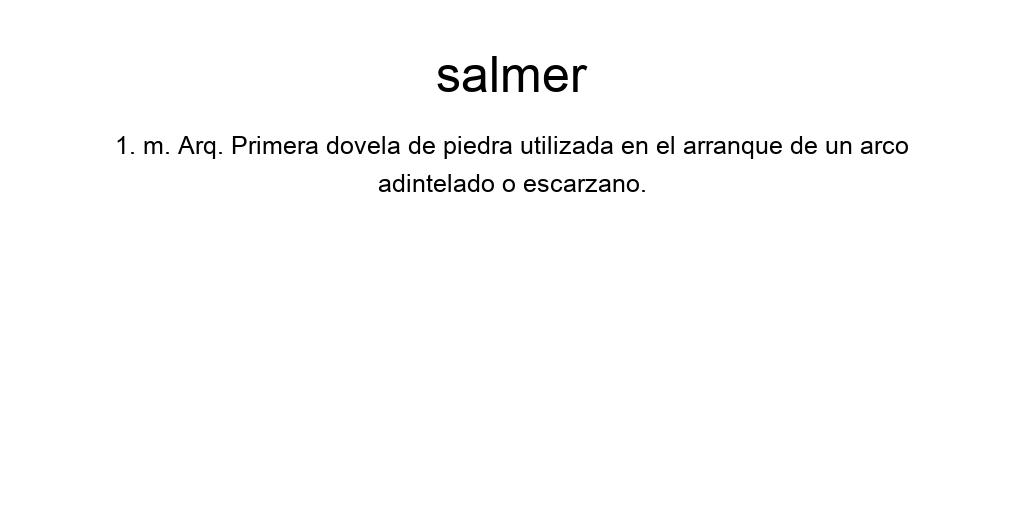 salmer
1. m. Arq. Primera dovela de piedra utilizada en el arranque de un arco
adintelado o escarzano.